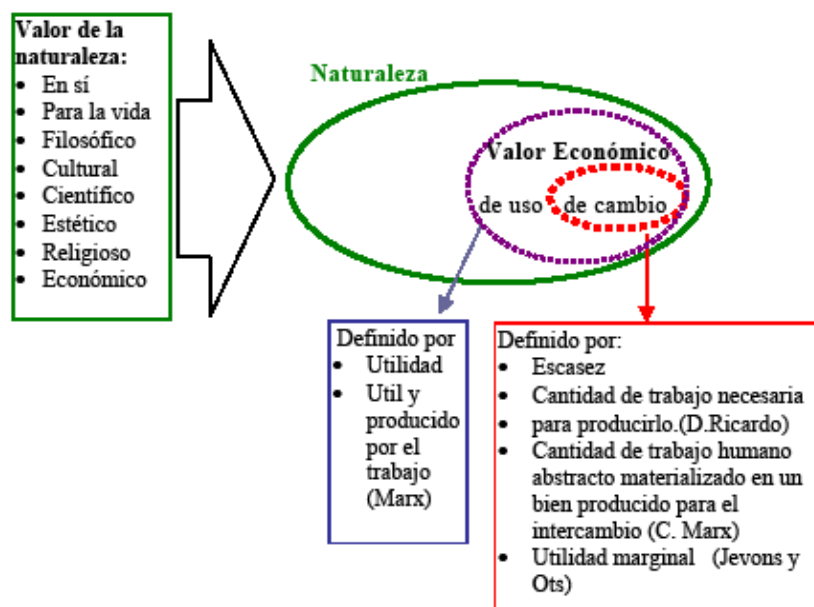 Valor de la
naturaleza:
• En sí
• Para la vida
• Filosófico
• Cultural
• Científico
• Estético
• Religioso
• Económico
Naturaleza
Valor Económico
de uso de cambio
Definido por
• Utilidad
• Util y
producido
por el
trabajo
(Marx)
Definido por:
• Escasez
• Cantidad de trabajo necesaria
• para producirlo.(D.Ricardo)
• Cantidad de trabajo humano
abstracto materializado en un
bien producido para el
intercambio (C. Marx)
• Utilidad marginal (Jevons y
Ots)